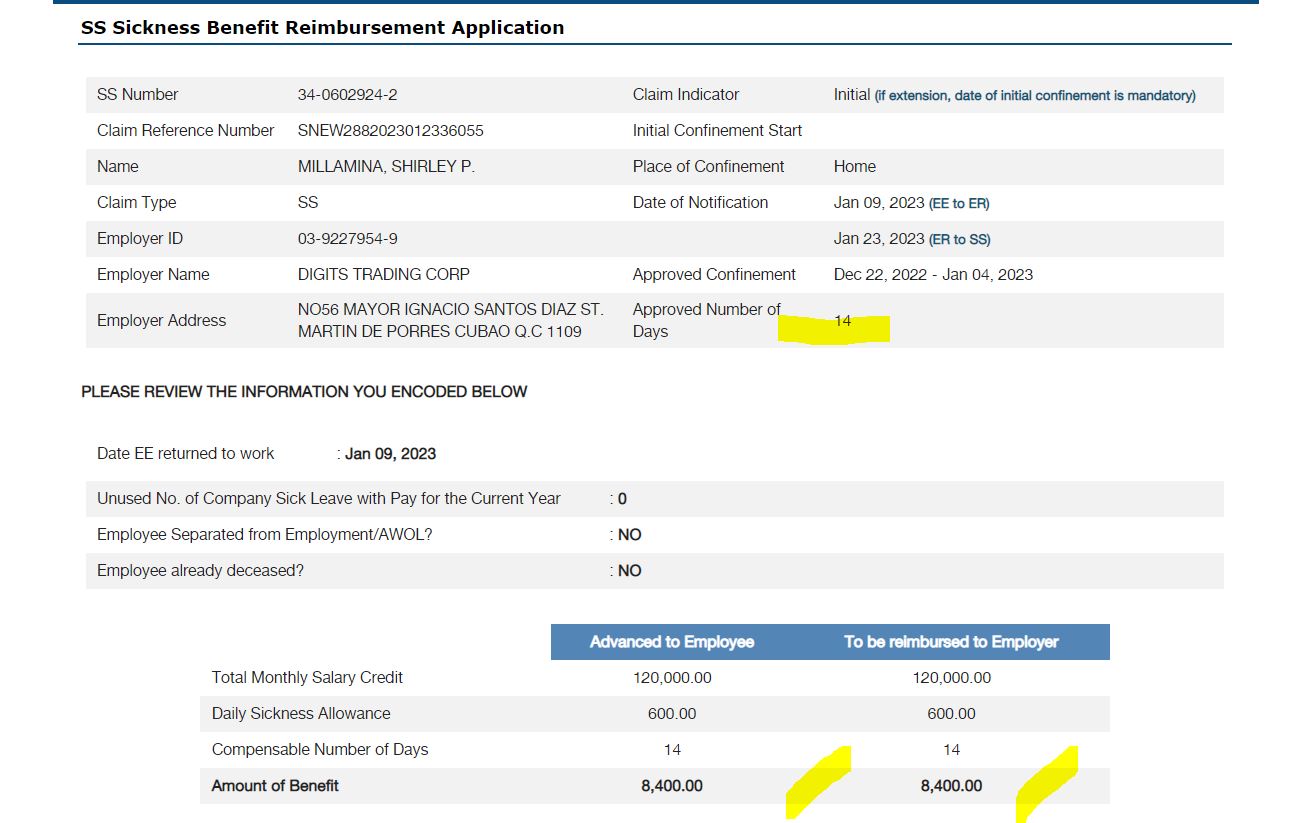 SS Sickness Benefit Reimbursement Application
SS Number 34-0602924-2 Claim Indicator Initial (if extension, date of initial confinement is mandatory)
Claim Reference Number SNEW2882023012336055 Initial Confinement Start
Name MILLAMINA, SHIRLEY P. Place of Confinement Home
Claim Type SS Date of Notification Jan 09, 2023 (EE to ER)
Employer ID 03-9227954-9 Jan 23, 2023 (ER to SS)
Employer Name DIGITS TRADING CORP Approved Confinement Dec 22, 2022 - Jan 04, 2023
Employer Address NO56 MAYOR IGNACIO SANTOS DIAZ ST. MARTIN DE PORRES CUBAO Q.C 1109 Approved Number of Days 14
PLEASE REVIEW THE INFORMATION YOU ENCODED BELOW
Date EE returned to work : Jan 09, 2023
Unused No. of Company Sick Leave with Pay for the Current Year : 0
Employee Separated from Employment/AWOL? : NO
Employee already deceased? : NO
Advanced to Employee To be reimbursed to Employer
Total Monthly Salary Credit 120,000.00 120,000.00
Daily Sickness Allowance 600.00 600.00
Compensable Number of Days 14 14
Amount of Benefit 8,400.00 8,400.00